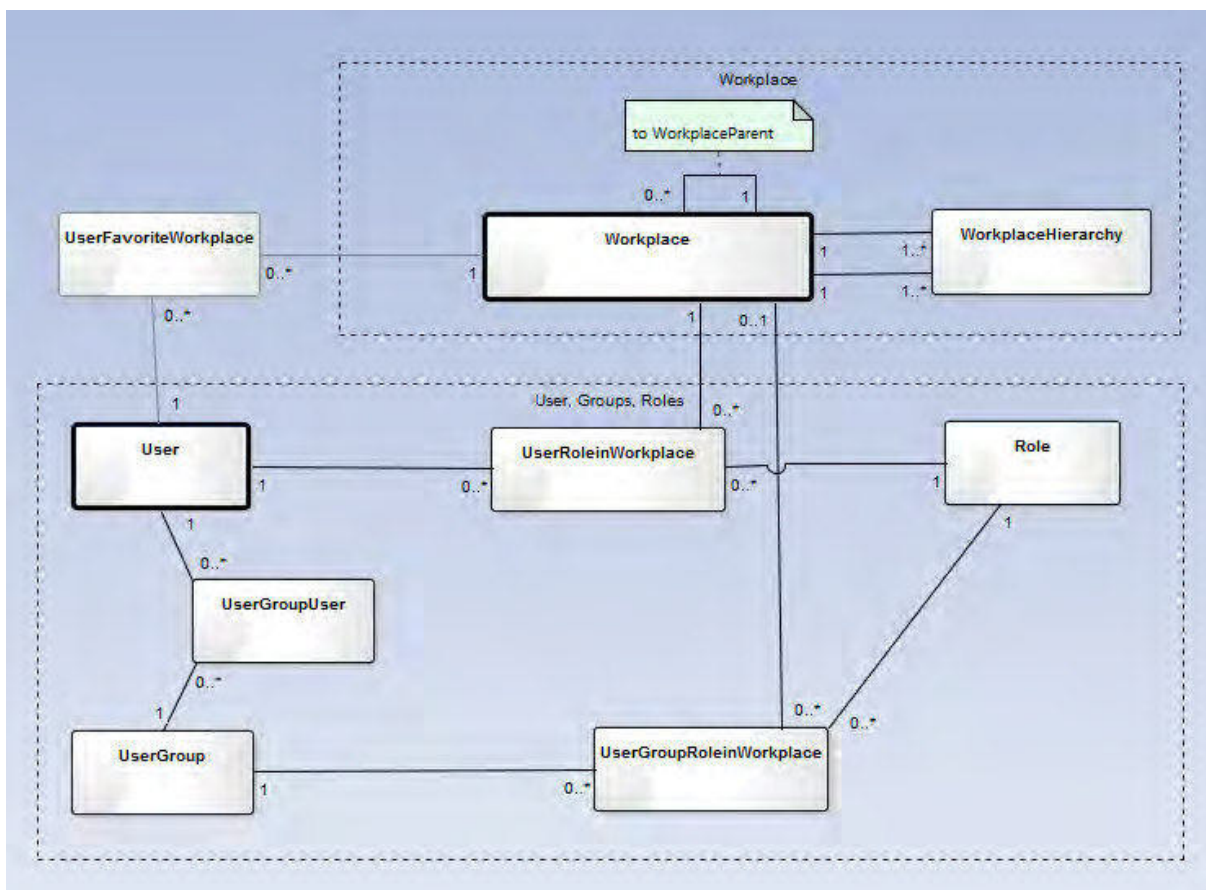 Workplace
to WorkplaceParent
0..*
1
UserFavoriteWorkplace
Workplace
WorkplaceHierarchy
0..*
1
1
1..*
1
1..*
0..*
1
0..1
1
User, Groups, Roles
0..*
User
UserRoleinWorkplace
Role
1
0..*
0..*
1
1
1
0..*
UserGroupUser
0..*
1
0..*
0..*
UserGroup
UserGroupRoleinWorkplace
1
0..*